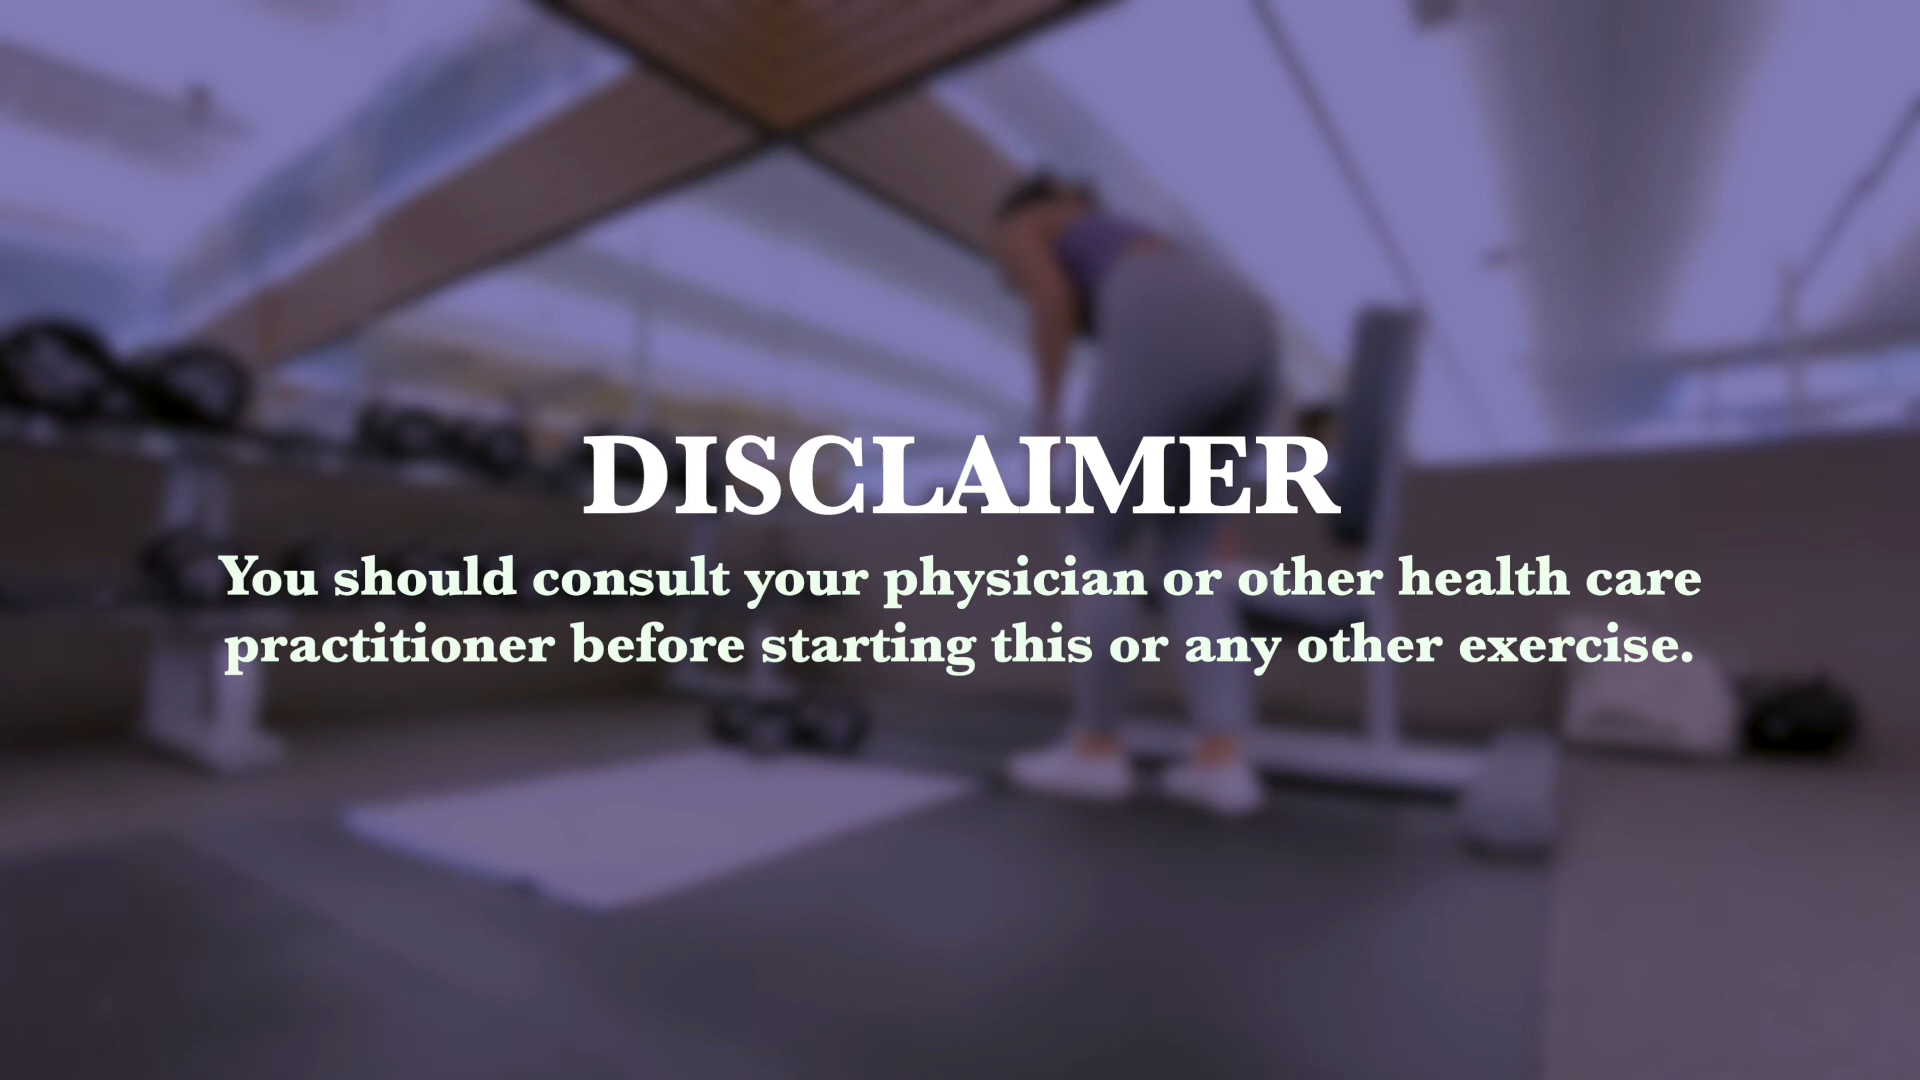 DISCLAIMER
You should consult your physician or other health care
practitioner before starting this or any other exercise.